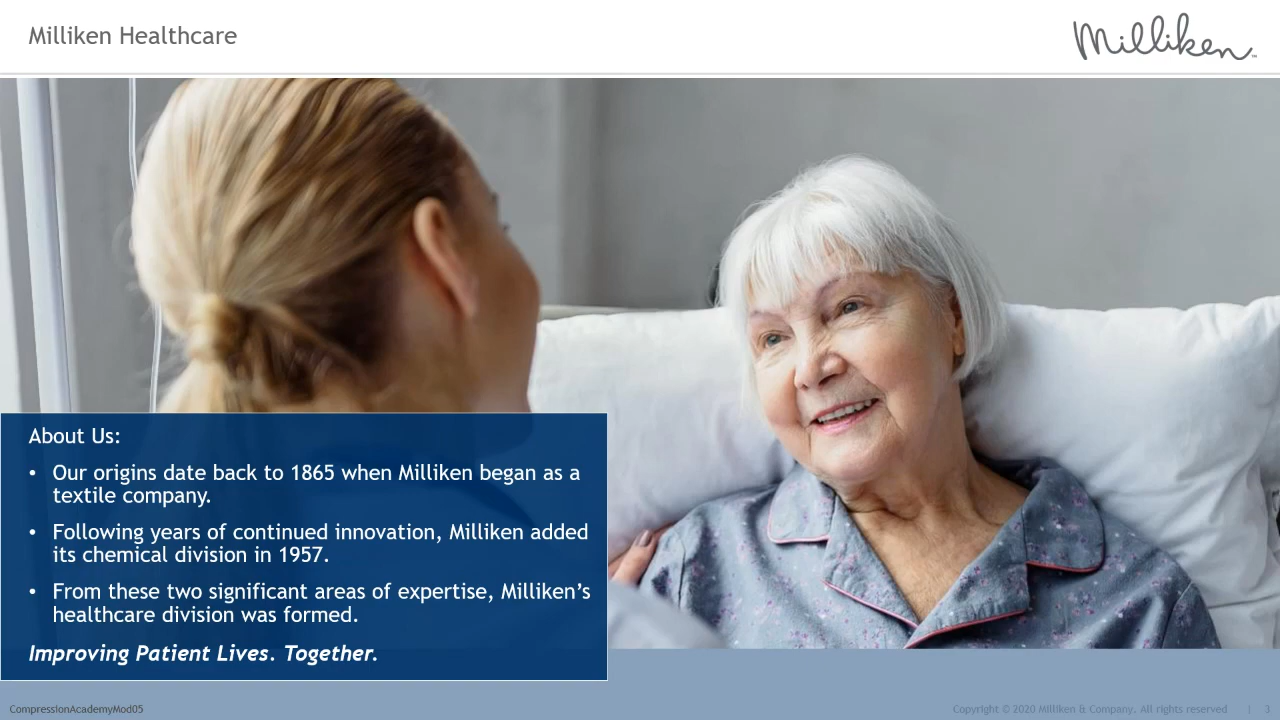 Milliken Healthcare
Milliken™
About Us:
• Our origins date back to 1865 when Milliken began as a
textile company.
• Following years of continued innovation, Milliken added
its chemical division in 1957.
• From these two significant areas of expertise, Milliken’s
healthcare division was formed.
Improving Patient Lives. Together.
CompressionAcademyMod05
Copyright © 2020 Milliken & Company. All rights reserved | 3